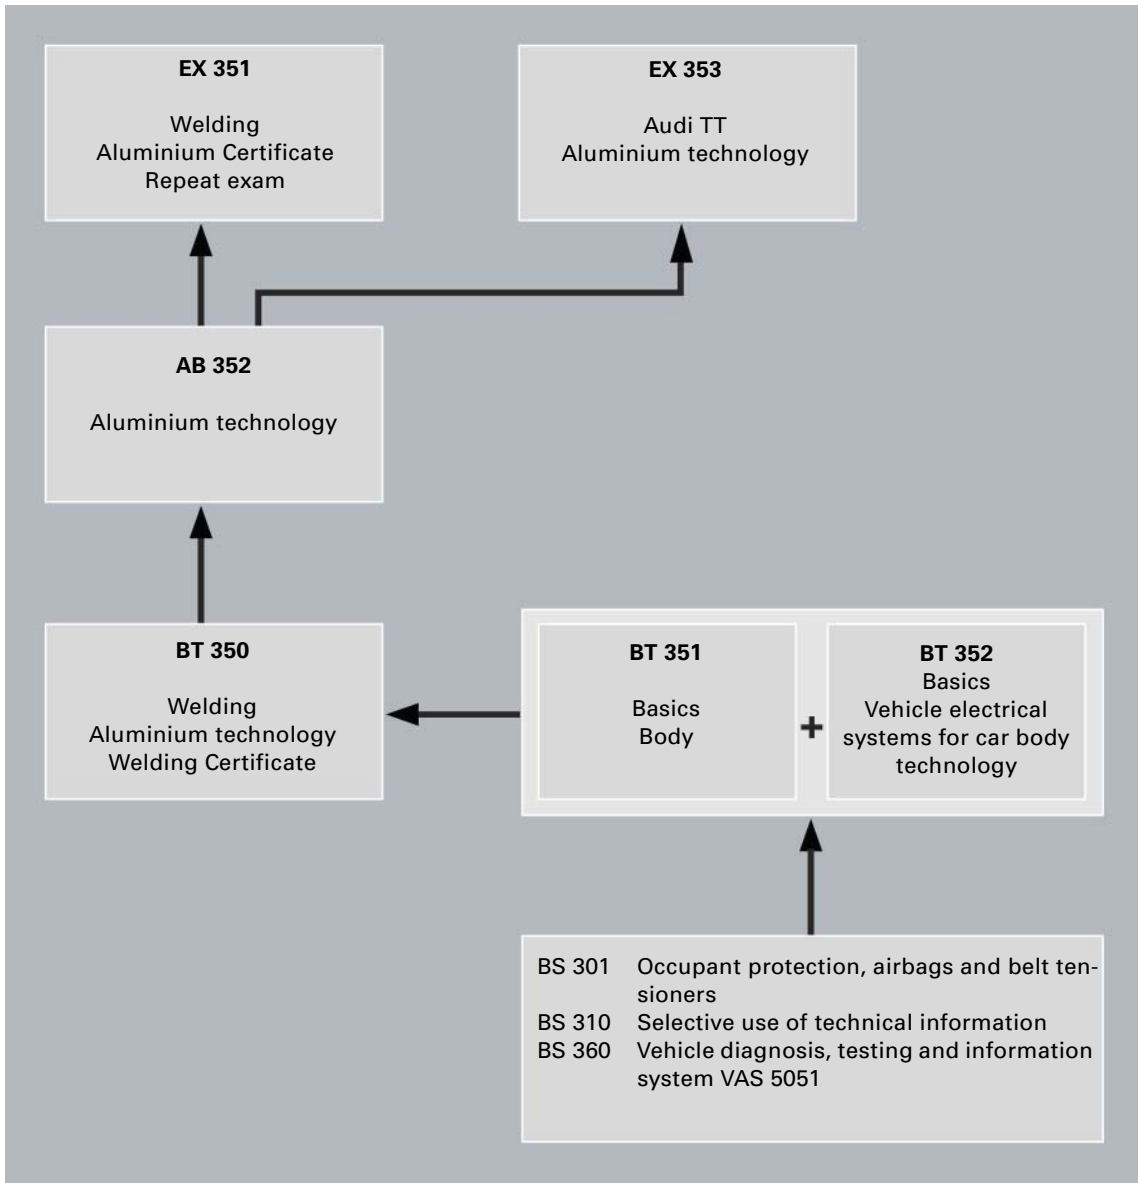 EX 351
Welding
Aluminium Certificate
Repeat exam
EX 353
Audi TT
Aluminium technology
AB 352
Aluminium technology
BT 350
Welding
Aluminium technology
Welding Certificate
BT 351
Basics
Body
+
BT 352
Basics
Vehicle electrical
systems for car body
technology
BS 301 Occupant protection, airbags and belt ten-
sioners
BS 310 Selective use of technical information
BS 360 Vehicle diagnosis, testing and information
system VAS 5051